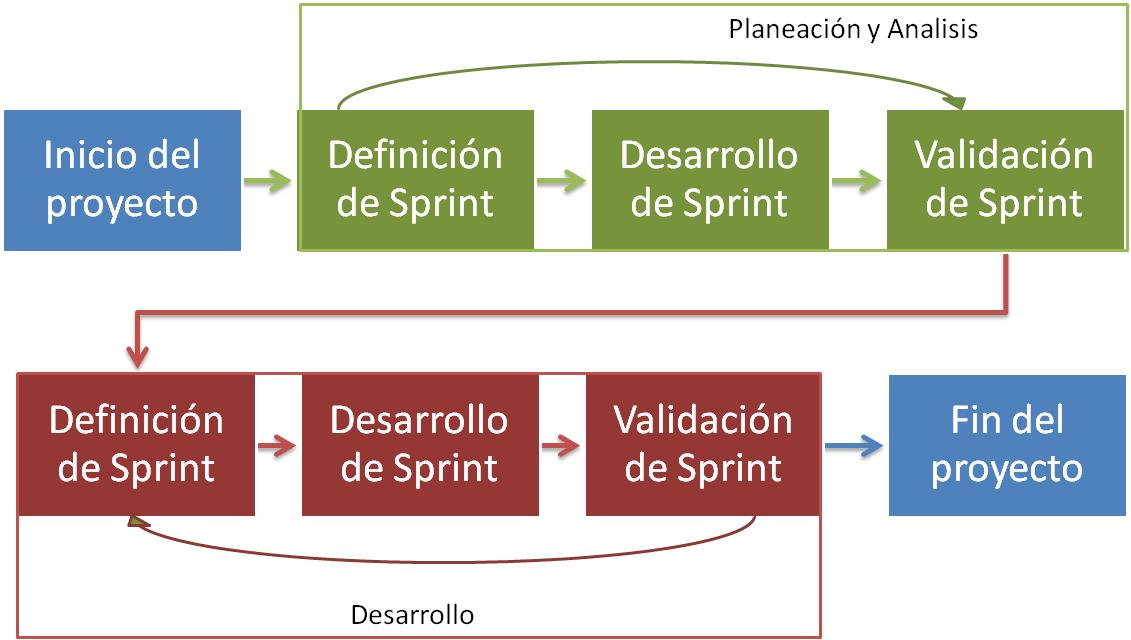 Planeación y Analisis
Inicio del
proyecto
Definición
de Sprint
Desarrollo
de Sprint
Validación
de Sprint
Definición
de Sprint
Desarrollo
de Sprint
Validación
de Sprint
Fin del
proyecto
Desarrollo